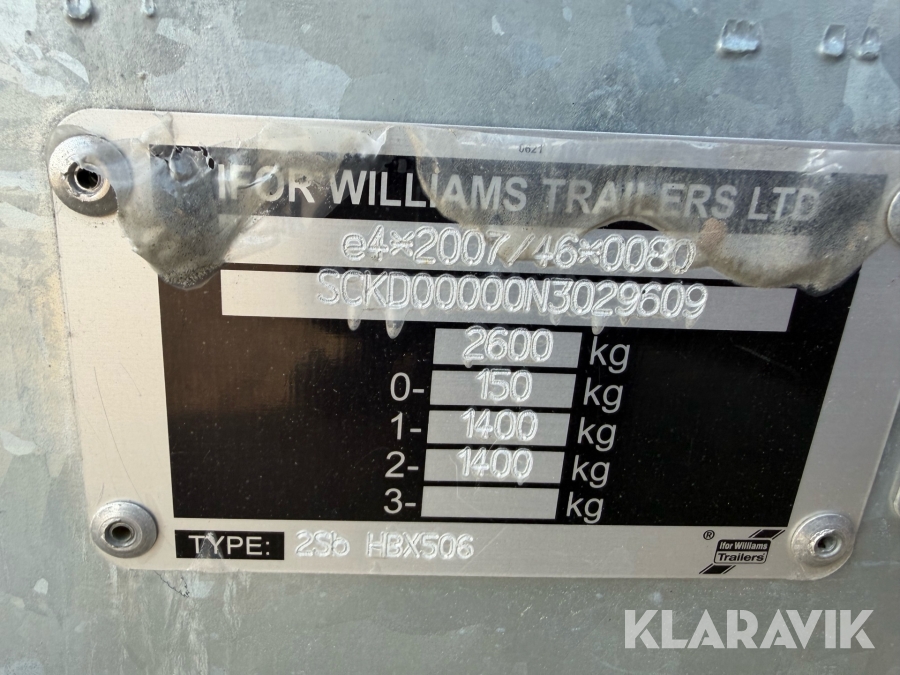 0621
IFOR WILLIAMS TRAILERS LTD
e4*2007/46*0080
SCKD00000N3029609
2600 kg
0- 150 kg
1- 1400 kg
2- 1400 kg
3- kg
TYPE: 2Sb HBX506
® Ifor Williams
Trailers
KLARAVIK